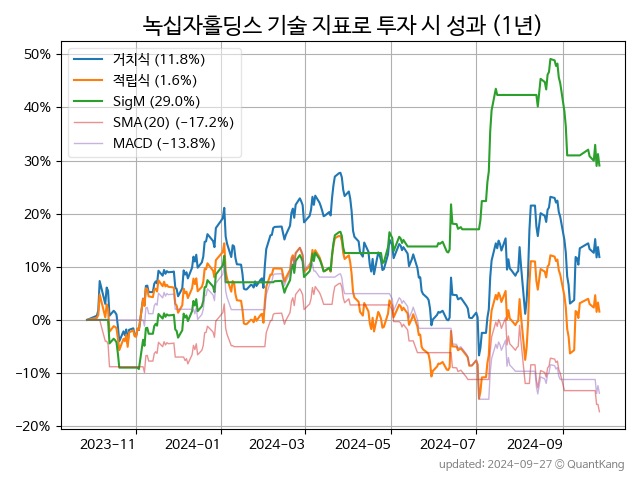 녹십자홀딩스 기술 지표로 투자 시 성과 (1년)
50%
40%
30%
20%
10%
0%
−10%
−20%
거치식 (11.8%)
적립식 (1.6%)
SigM (29.0%)
SMA(20) (−17.2%)
MACD (−13.8%)
2023-11
2024-01
2024-03
2024-05
2024-07
2024-09
updated: 2024-09-27 © QuantKang